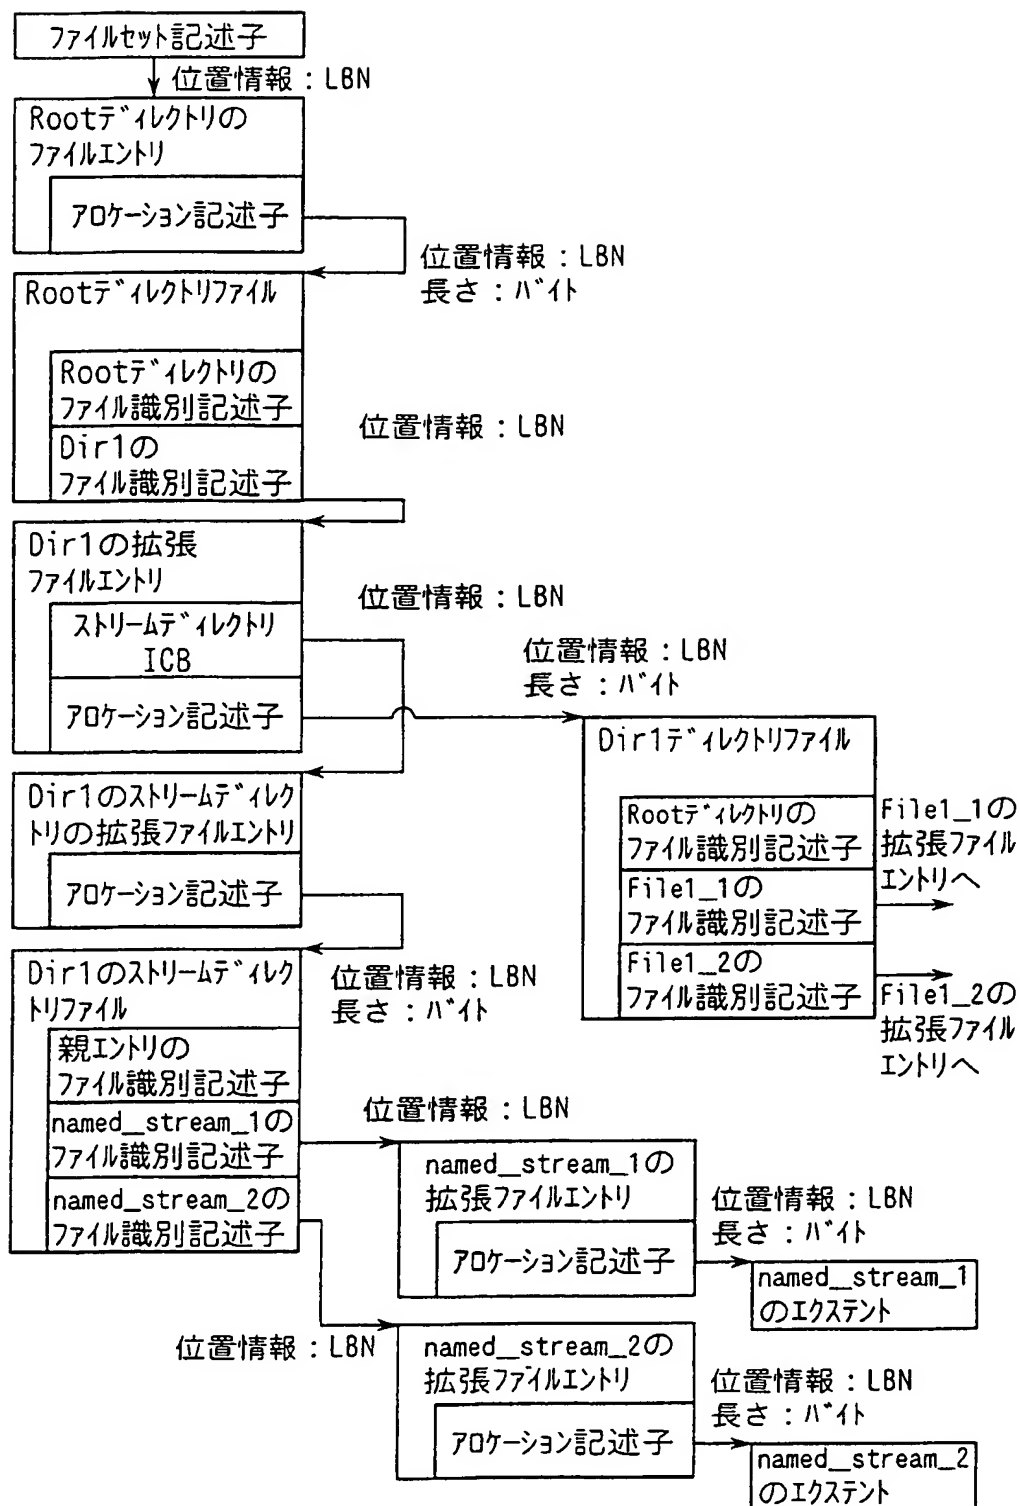 ファイルセット記述子
位置情報：LBN
Rootディレクトリの
ファイルエントリ
アロケーション記述子
位置情報：LBN
長さ：バイト
Rootディレクトリファイル
Rootディレクトリの
ファイル識別記述子
Dir1の
ファイル識別記述子
位置情報：LBN
Dir1の拡張
ファイルエントリ
ストリームディレクトリ
ICB
アロケーション記述子
位置情報：LBN
位置情報：LBN
長さ：バイト
Dir1ディレクトリファイル
Rootディレクトリの
ファイル識別記述子
File1_1の
ファイル識別記述子
File1_2の
ファイル識別記述子
File1_1の
拡張ファイル
エントリへ
File1_2の
拡張ファイル
エントリへ
Dir1のストリームディレク
トリの拡張ファイルエントリ
アロケーション記述子
位置情報：LBN
長さ：バイト
Dir1のストリームディレク
トリファイル
親エントリの
ファイル識別記述子
named_stream_1の
ファイル識別記述子
named_stream_2の
ファイル識別記述子
位置情報：LBN
named_stream_1の
拡張ファイルエントリ
アロケーション記述子
位置情報：LBN
長さ：バイト
named_stream_1
のエクステント
位置情報：LBN
named_stream_2の
拡張ファイルエントリ
アロケーション記述子
位置情報：LBN
長さ：バイト
named_stream_2
のエクステント